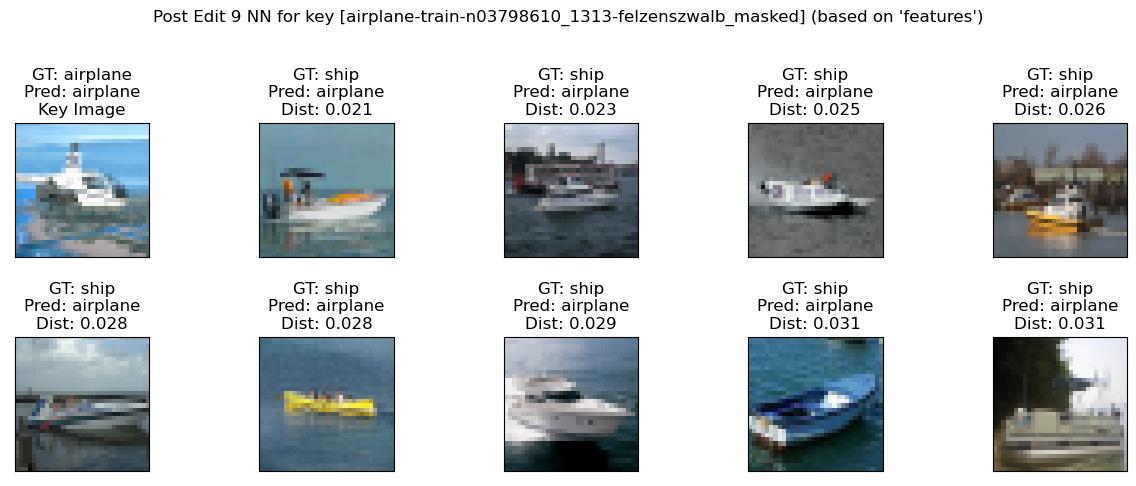 Post Edit 9 NN for key [airplane-train-n03798610_1313-felzenszwalb_masked] (based on 'features')
GT: airplane
Pred: airplane
Key Image
GT: ship
Pred: airplane
Dist: 0.021
GT: ship
Pred: airplane
Dist: 0.023
GT: ship
Pred: airplane
Dist: 0.025
GT: ship
Pred: airplane
Dist: 0.026
GT: ship
Pred: airplane
Dist: 0.028
GT: ship
Pred: airplane
Dist: 0.028
GT: ship
Pred: airplane
Dist: 0.029
GT: ship
Pred: airplane
Dist: 0.031
GT: ship
Pred: airplane
Dist: 0.031